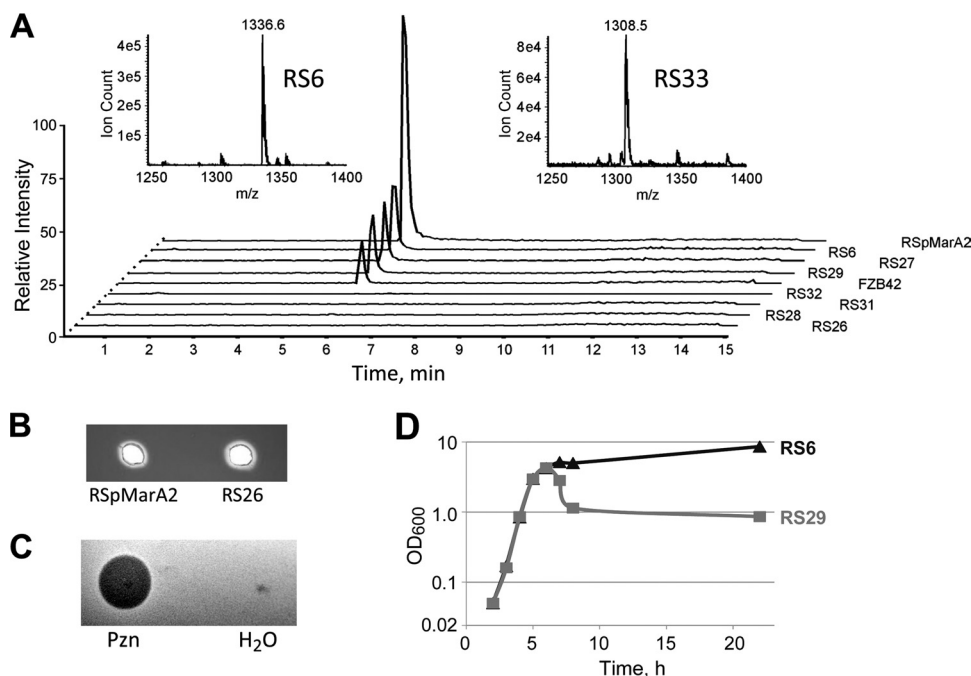 A
1336.6
4e5
3e5
2e5
1e5
Ion Count
RS6
1250 1300 1350 1400
m/z
1308.5
8e4
6e4
4e4
2e4
Ion Count
RS33
1250 1300 1350 1400
m/z
100
75
50
25
0
Relative Intensity
RSpMarA2
RS6
RS27
RS29
FZB42
RS32
RS31
RS28
RS26
1 2 3 4 5 6 7 8 9 10 11 12 13 14 15
Time, min
B
RSpMarA2 RS26
C
Pzn H2O
D
10
1.0
0.1
0.02
OD600
RS6
RS29
0 5 10 15 20
Time, h